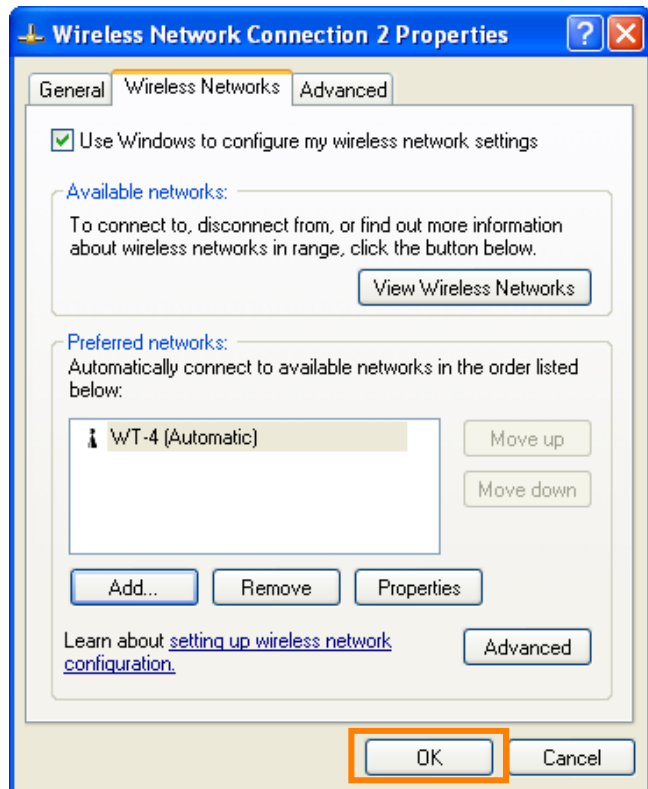 Wireless Network Connection 2 Properties
General Wireless Networks Advanced
Use Windows to configure my wireless network settings
Available networks:
To connect to, disconnect from, or find out more information
about wireless networks in range, click the button below.
View Wireless Networks
Preferred networks:
Automatically connect to available networks in the order listed
below:
WT-4 (Automatic)
Move up
Move down
Add... Remove Properties
Learn about setting up wireless network
configuration.
Advanced
OK Cancel